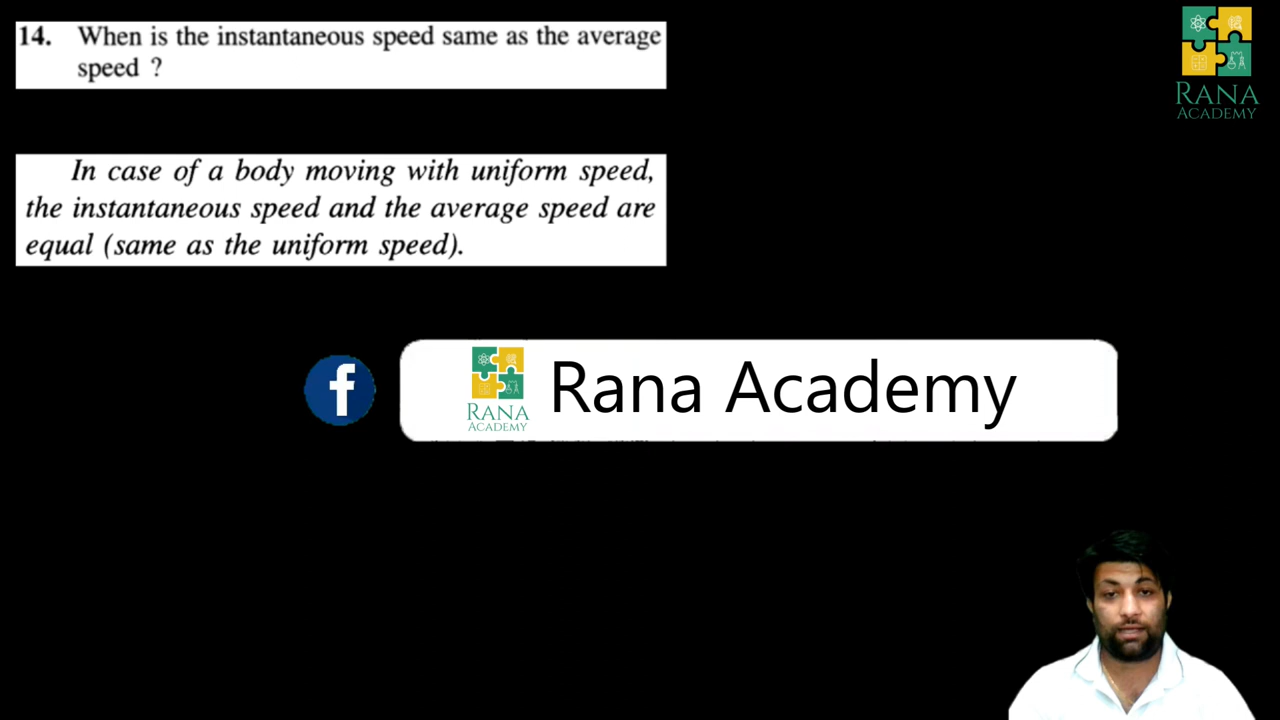 14. When is the instantaneous speed same as the average
speed ?
RANA
ACADEMY
In case of a body moving with uniform speed,
the instantaneous speed and the average speed are
equal (same as the uniform speed).
f
RANA
ACADEMY
Rana Academy